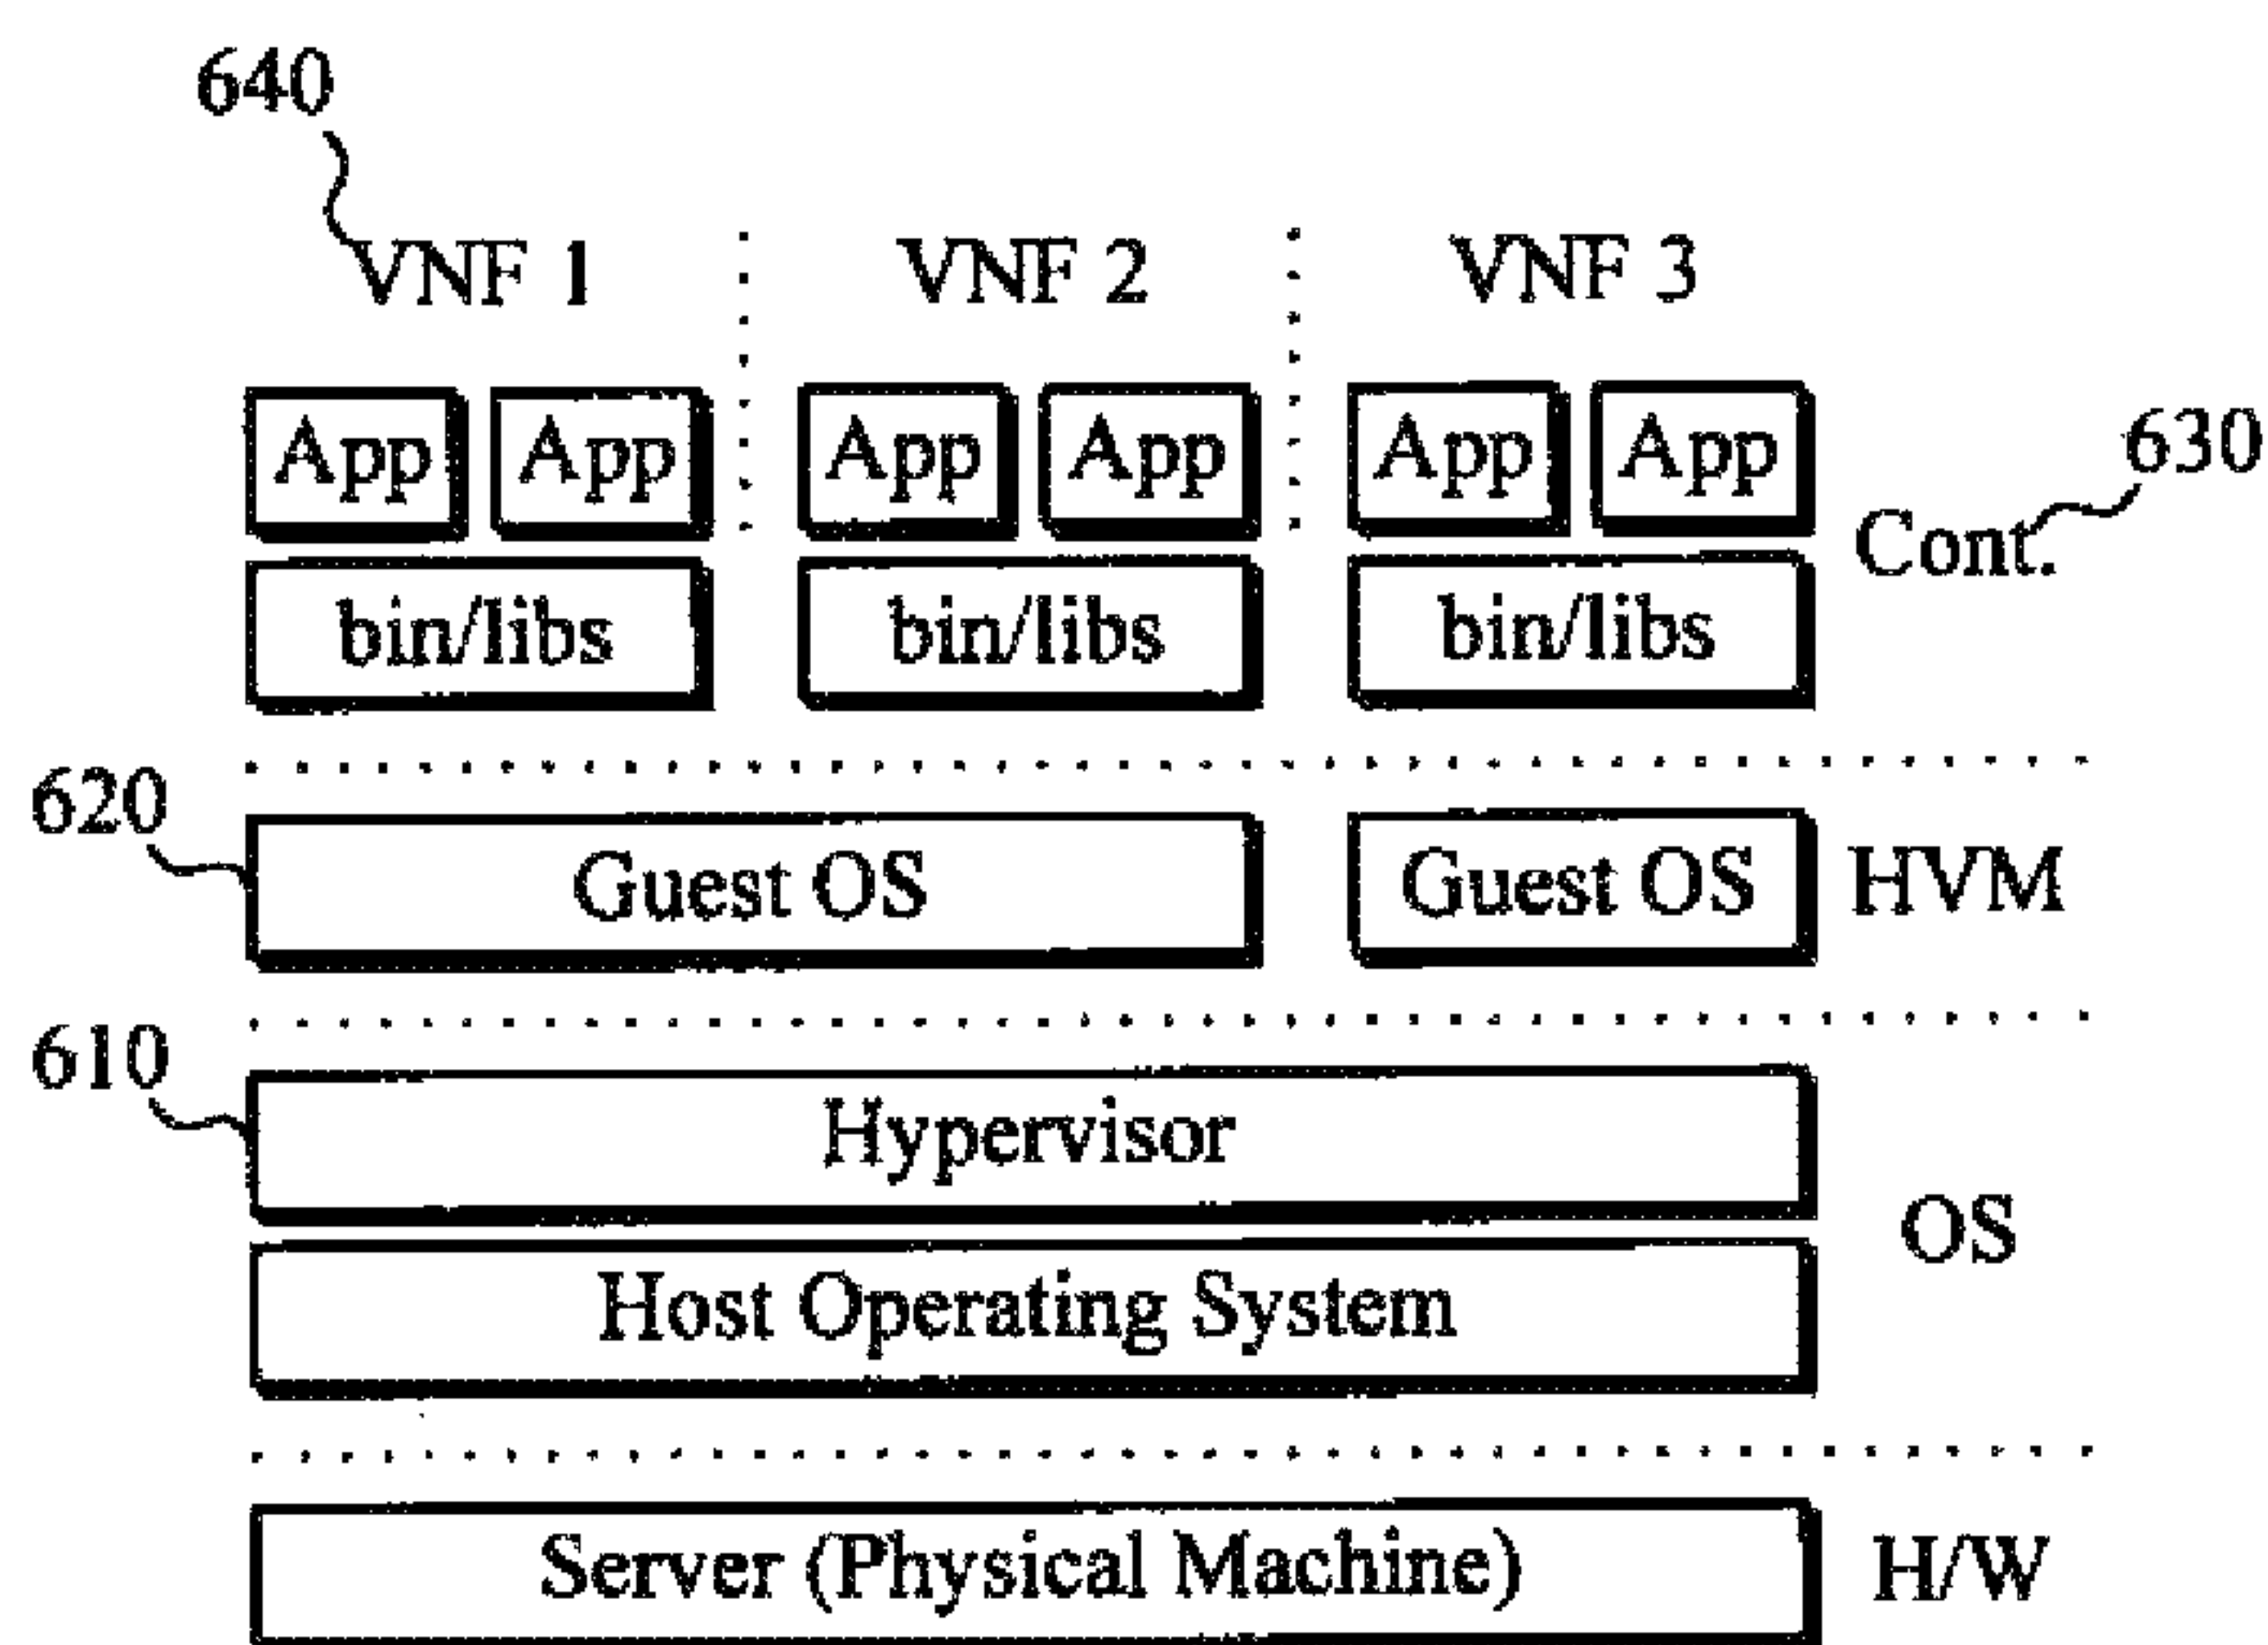 640
VNF 1 VNF 2 VNF 3
App App App App App App
630
Cont.
bin/libs bin/libs bin/libs
620
Guest OS Guest OS HVM
610
Hypervisor
OS
Host Operating System
Server (Physical Machine) H/W